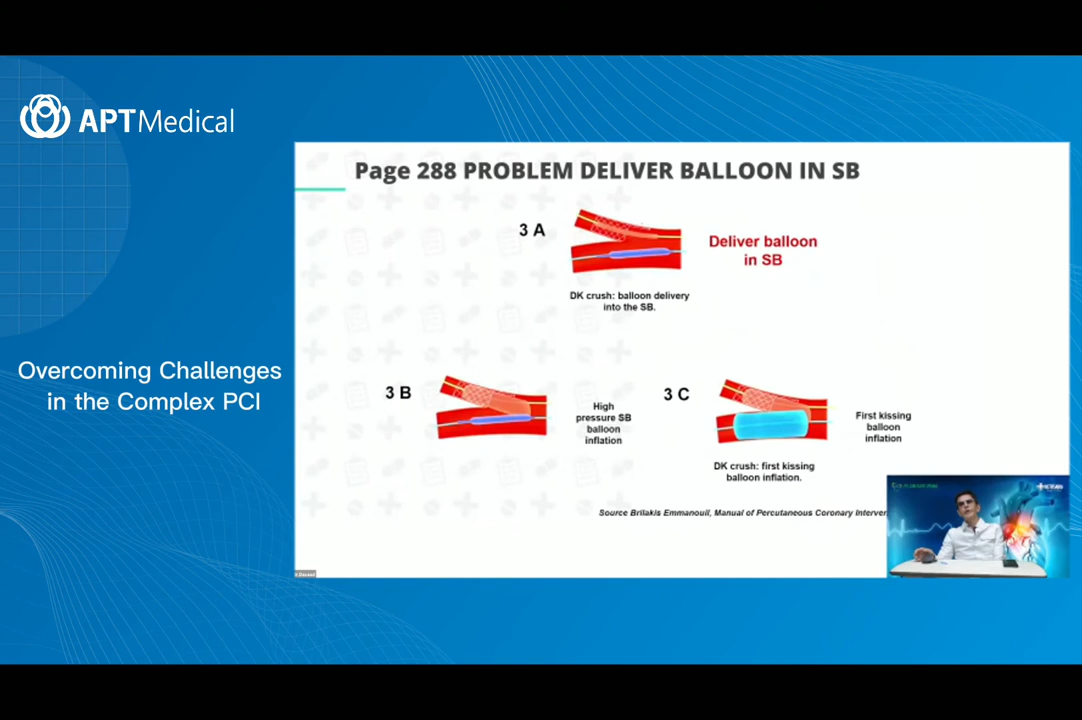 APTMedical
Page 288 PROBLEM DELIVER BALLOON IN SB
3 A
Deliver balloon
in SB
DK crush: balloon delivery
into the SB.
Overcoming Challenges
in the Complex PCI
3 B
High
pressure SB
balloon
inflation
3 C
First kissing
balloon
inflation
DK crush: first kissing
balloon inflation.
Source Brilakis Emmanouil, Manual of Percutaneous Coronary Interven